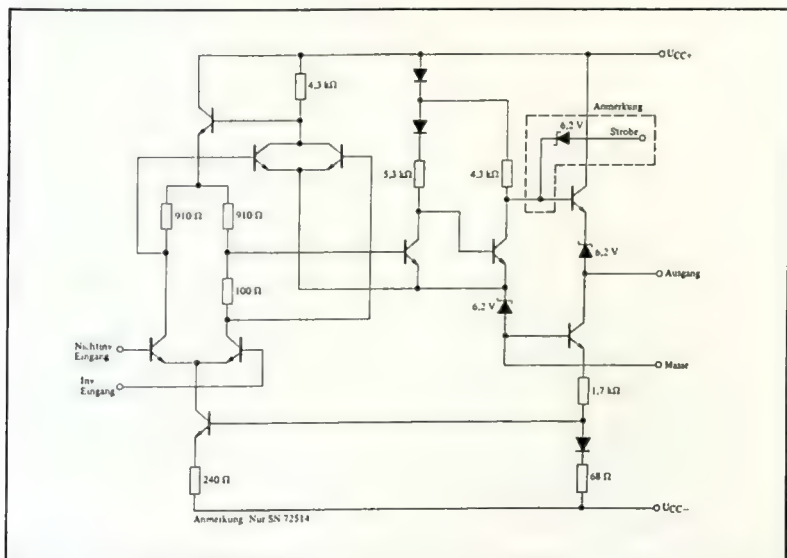 UCC+
4,3 kΩ
Anmerkung
6,2 V
Strobe
5,3 kΩ
4,3 kΩ
910 Ω
910 Ω
6,2 V
Ausgang
100 Ω
6,2 V
Nichtinv
Eingang
Masse
Inv
Eingang
1,7 kΩ
240 Ω
68 Ω
UCC−
Anmerkung Nur SN 72514